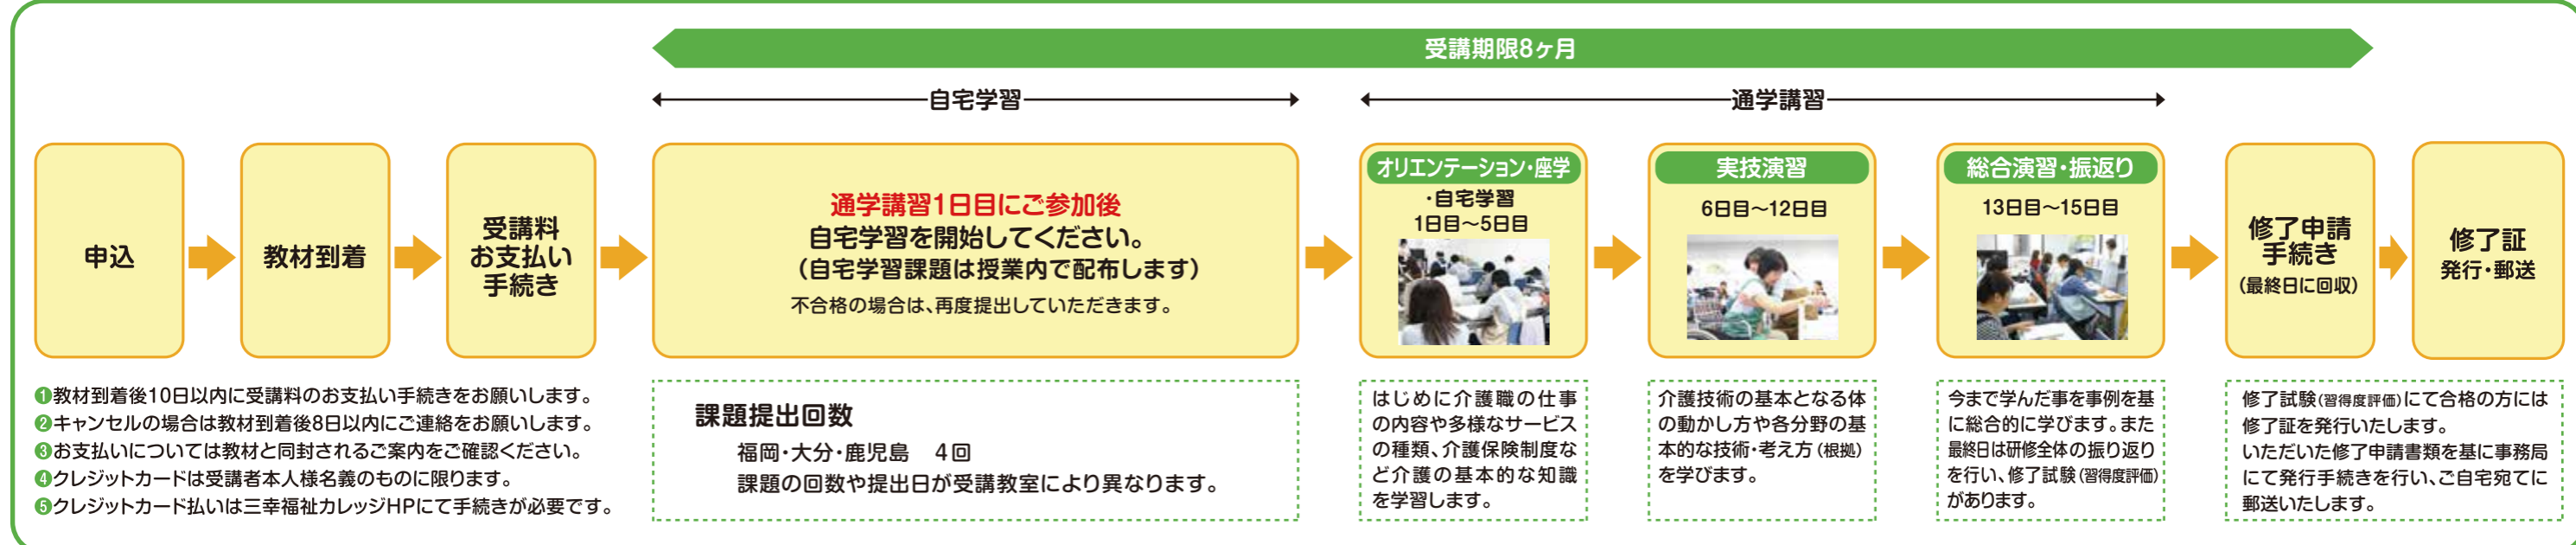 受講期限8ヶ月
自宅学習
通学講習
申込
教材到着
受講料
お支払い
手続き
通学講習1日目にご参加後
自宅学習を開始してください。
（自宅学習課題は授業内で配布します）
不合格の場合は、再度提出していただきます。
オリエンテーション・座学
・自宅学習
1日目～5日目
実技演習
6日目～12日目
総合演習・振返り
13日目～15日目
修了申請
手続き
（最終日に回収）
修了証
発行・郵送
❶教材到着後10日以内に受講料のお支払い手続きをお願いします。
❷キャンセルの場合は教材到着後8日以内にご連絡をお願いします。
❸お支払いについては教材と同封されるご案内をご確認ください。
❹クレジットカードは受講者本人様名義のものに限ります。
❺クレジットカード払いは三幸福祉カレッジHPにて手続きが必要です。
課題提出回数
福岡・大分・鹿児島　4回
課題の回数や提出日が受講教室により異なります。
はじめに介護職の仕事
の内容や多様なサービス
の種類、介護保険制度な
ど介護の基本的な知識
を学習します。
介護技術の基本となる体
の動かし方や各分野の基
本的な技術・考え方（根拠）
を学びます。
今まで学んだ事を事例を基
に総合的に学びます。また
最終日は研修全体の振り返り
を行い、修了試験（習得度評価）
があります。
修了試験（習得度評価）にて合格の方には
修了証を発行いたします。
いただいた修了申請書類を基に事務局
にて発行手続きを行い、ご自宅宛てに
郵送いたします。